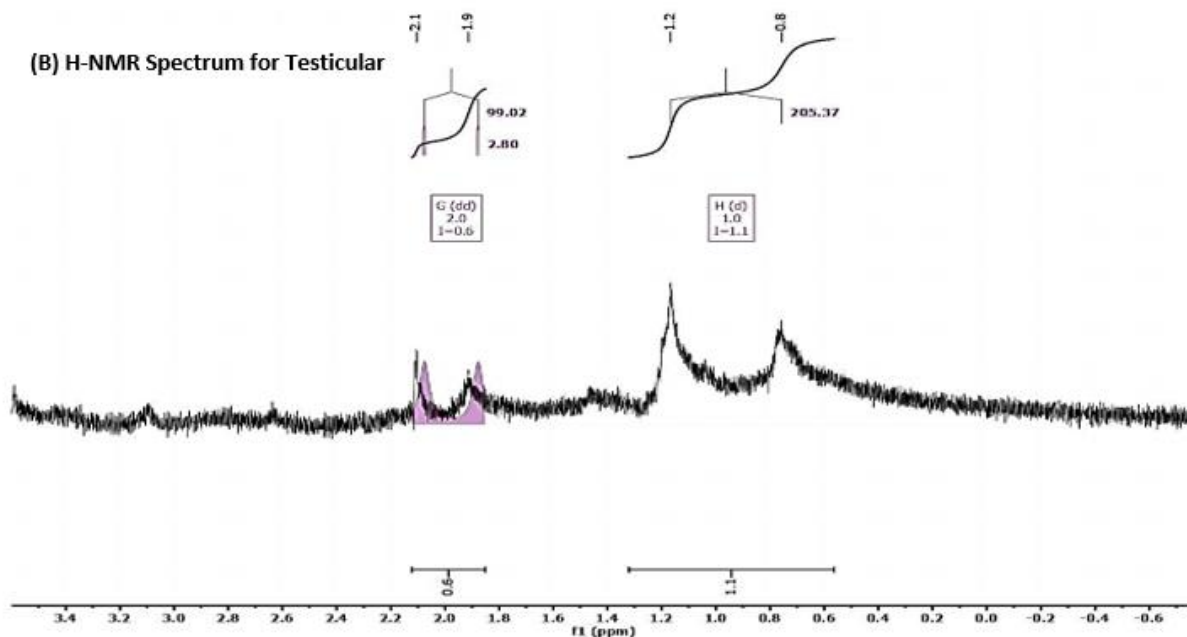 −2.1
−1.9
−1.2
−0.8
(B) H-NMR Spectrum for Testicular
99.02
2.80
205.37
G (dd)
2.0
I=0.6
H (d)
1.0
I=1.1
0.6
1.1
3.4 3.2 3.0 2.8 2.6 2.4 2.2 2.0 1.8 1.6 1.4 1.2 1.0 0.8 0.6 0.4 0.2 0.0 -0.2 -0.4 -0.6
f1 (ppm)